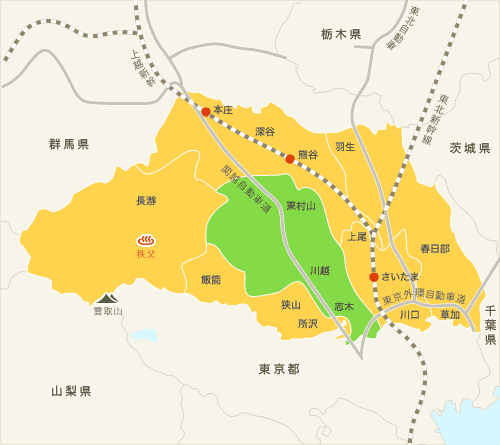 栃木県
東北自動車
上越新幹
東北新幹線
本庄
深谷
羽生
群馬県
茨城県
熊谷
関越自動車道
長瀞
東村山
上尾
秩父
春日部
飯能
川越
さいたま
東京外環自動車道
雲取山
狭山
志木
川口
草加
所沢
千葉県
東京都
山梨県